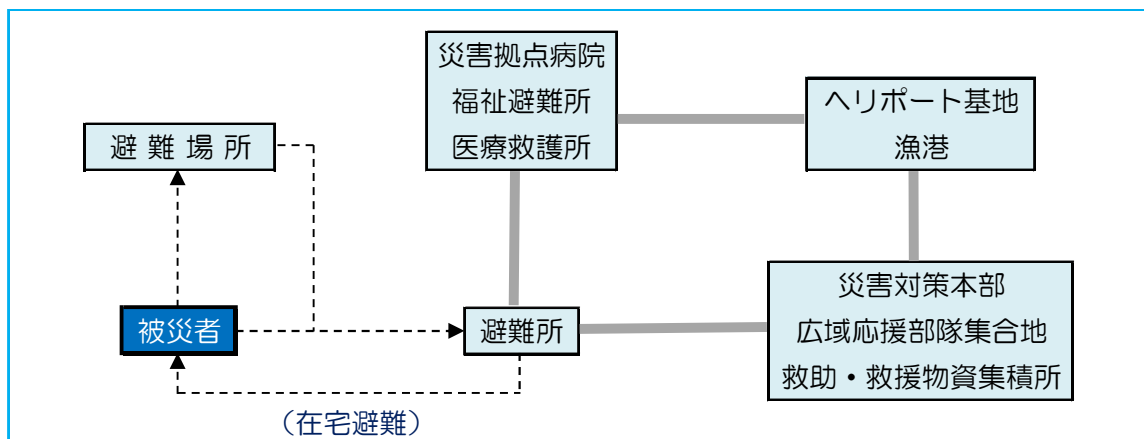 災害拠点病院
福祉避難所
医療救護所
ヘリポート基地
漁港
避難場所
被災者
避難所
災害対策本部
広域応援部隊集合地
救助・救援物資集積所
(在宅避難)